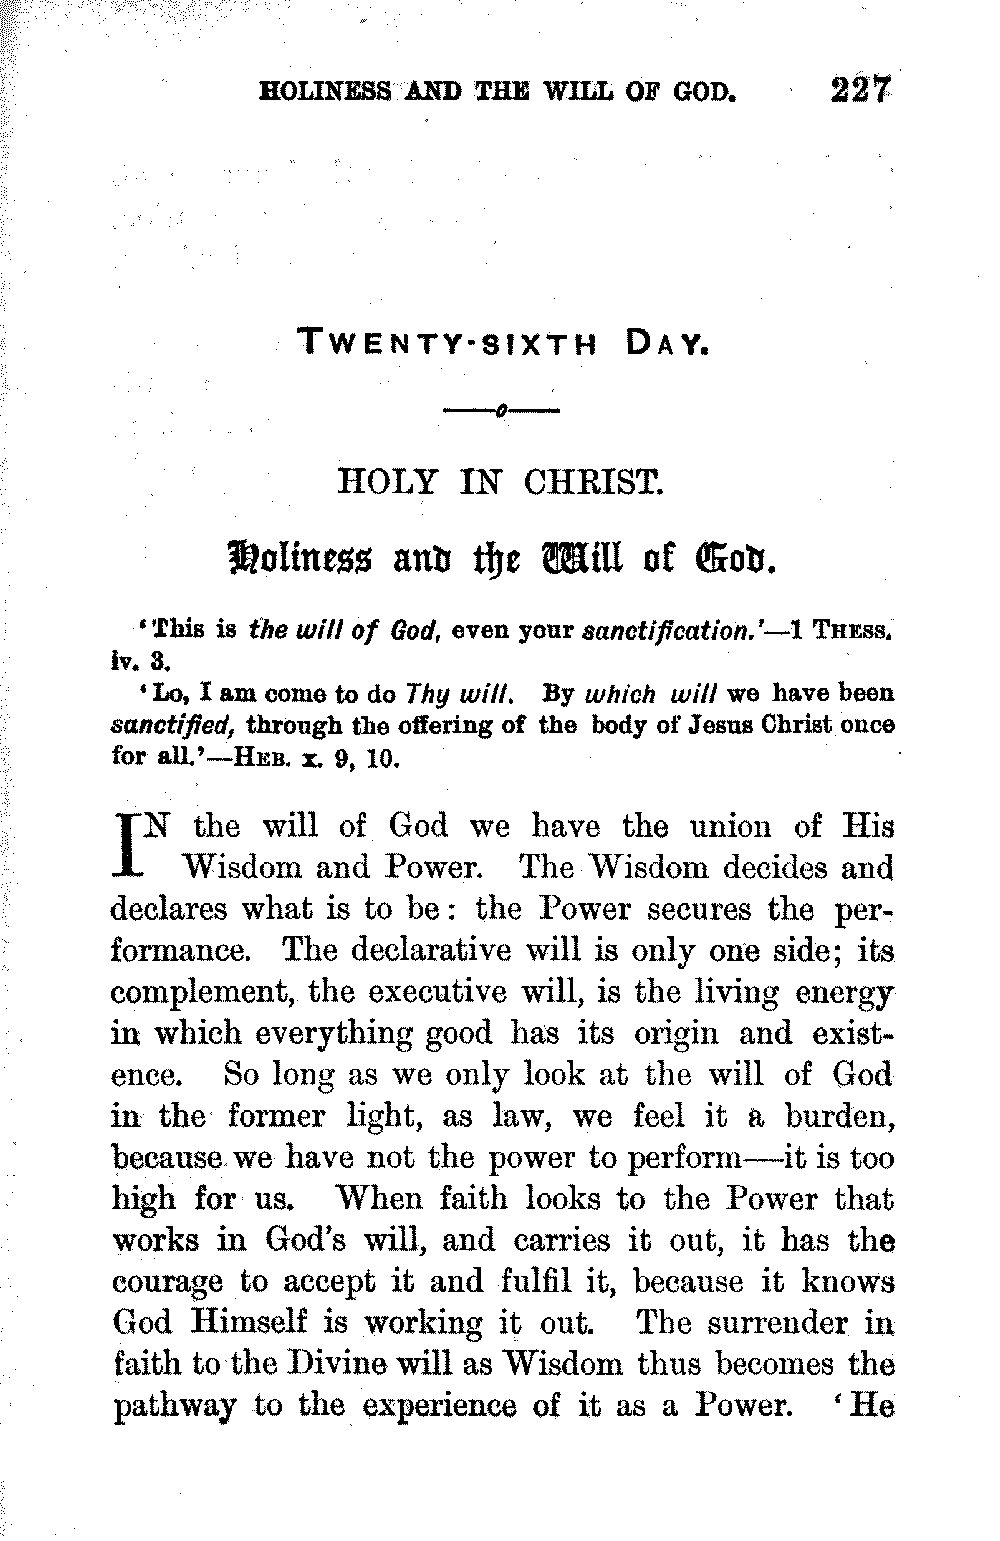 HOLINESS AND THE WILL OF GOD. 227
TWENTY-SIXTH DAY.
HOLY IN CHRIST.
Holiness and the Will of God.
‘This is the will of God, even your sanctification.’—1 THESS.
iv. 3.
‘Lo, I am come to do Thy will. By which will we have been
sanctified, through the offering of the body of Jesus Christ once
for all.’—HEB. x. 9, 10.
IN the will of God we have the union of His
Wisdom and Power. The Wisdom decides and
declares what is to be: the Power secures the per-
formance. The declarative will is only one side; its
complement, the executive will, is the living energy
in which everything good has its origin and exist-
ence. So long as we only look at the will of God
in the former light, as law, we feel it a burden,
because we have not the power to perform—it is too
high for us. When faith looks to the Power that
works in God’s will, and carries it out, it has the
courage to accept it and fulfil it, because it knows
God Himself is working it out. The surrender in
faith to the Divine will as Wisdom thus becomes the
pathway to the experience of it as a Power. ‘He